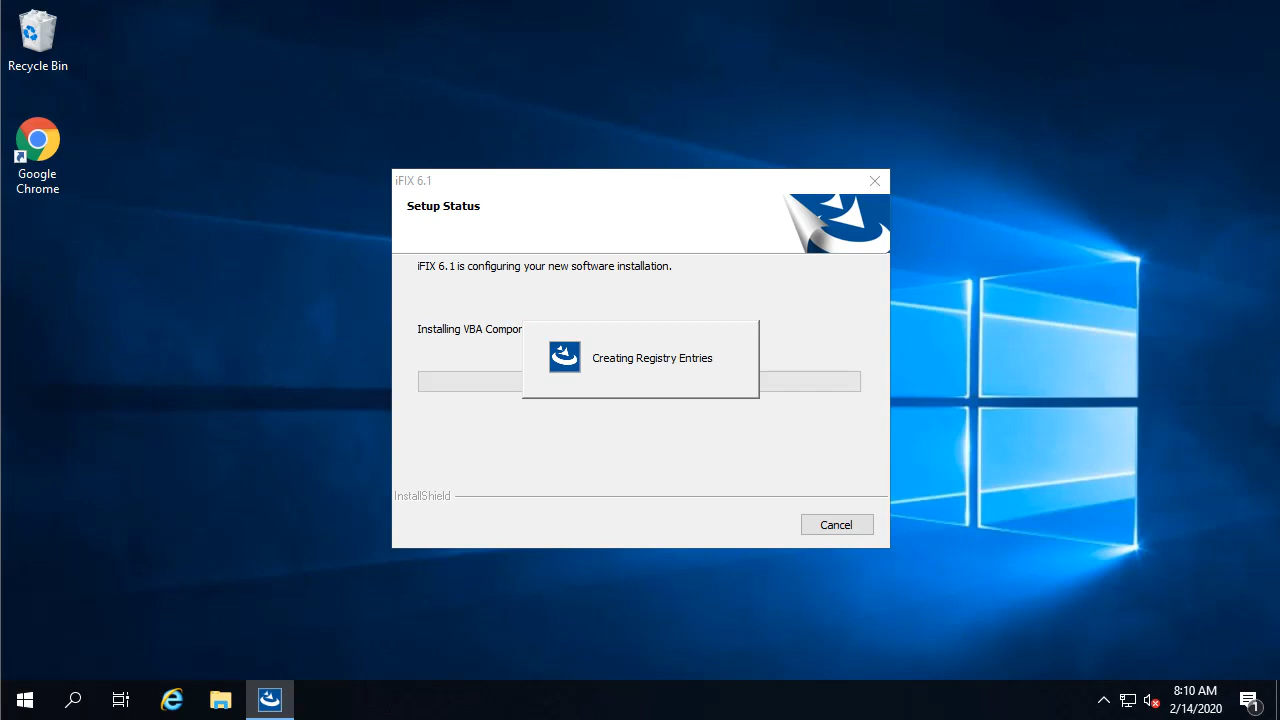 Recycle Bin
Google
Chrome
iFIX 6.1
Setup Status
iFIX 6.1 is configuring your new software installation.
Installing VBA Compor
Creating Registry Entries
InstallShield
Cancel
8:10 AM
2/14/2020
1